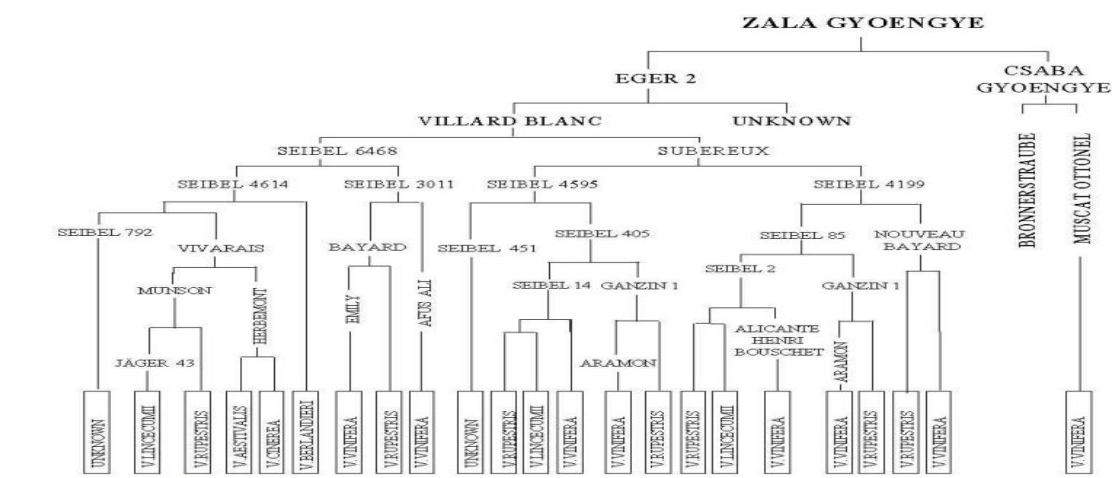 ZALA GYOENGYE
EGER 2
CSABA
GYOENGYE
VILLARD BLANC
UNKNOWN
BRONNERSTRAUBE
MUSCAT OTTONEL
SEIBEL 6468
SUBEREUX
SEIBEL 4614
SEIBEL 3011
SEIBEL 4595
SEIBEL 4199
SEIBEL 792
VIVARAIS
BAYARD
SEIBEL 451
SEIBEL 405
SEIBEL 85
NOUVEAU
BAYARD
MUNSON
HERBEMONT
EMILY
AFUS ALI
SEIBEL 14
GANZIN 1
SEIBEL 2
GANZIN 1
JÄGER 43
ARAMON
ALICANTE
HENRI
BOUSCHET
ARAMON
UNKNOWN
V.LINCECUMII
V.RUPESTRIS
V.AESTIVALIS
V.CINEREA
V.BERLANDIERI
V.VINIFERA
V.RUPESTRIS
V.VINIFERA
UNKNOWN
V.RUPESTRIS
V.LINCECUMII
V.VINIFERA
V.VINIFERA
V.RUPESTRIS
V.RUPESTRIS
V.LINCECUMII
V.VINIFERA
V.VINIFERA
V.RUPESTRIS
V.RUPESTRIS
V.VINIFERA
V.VINIFERA